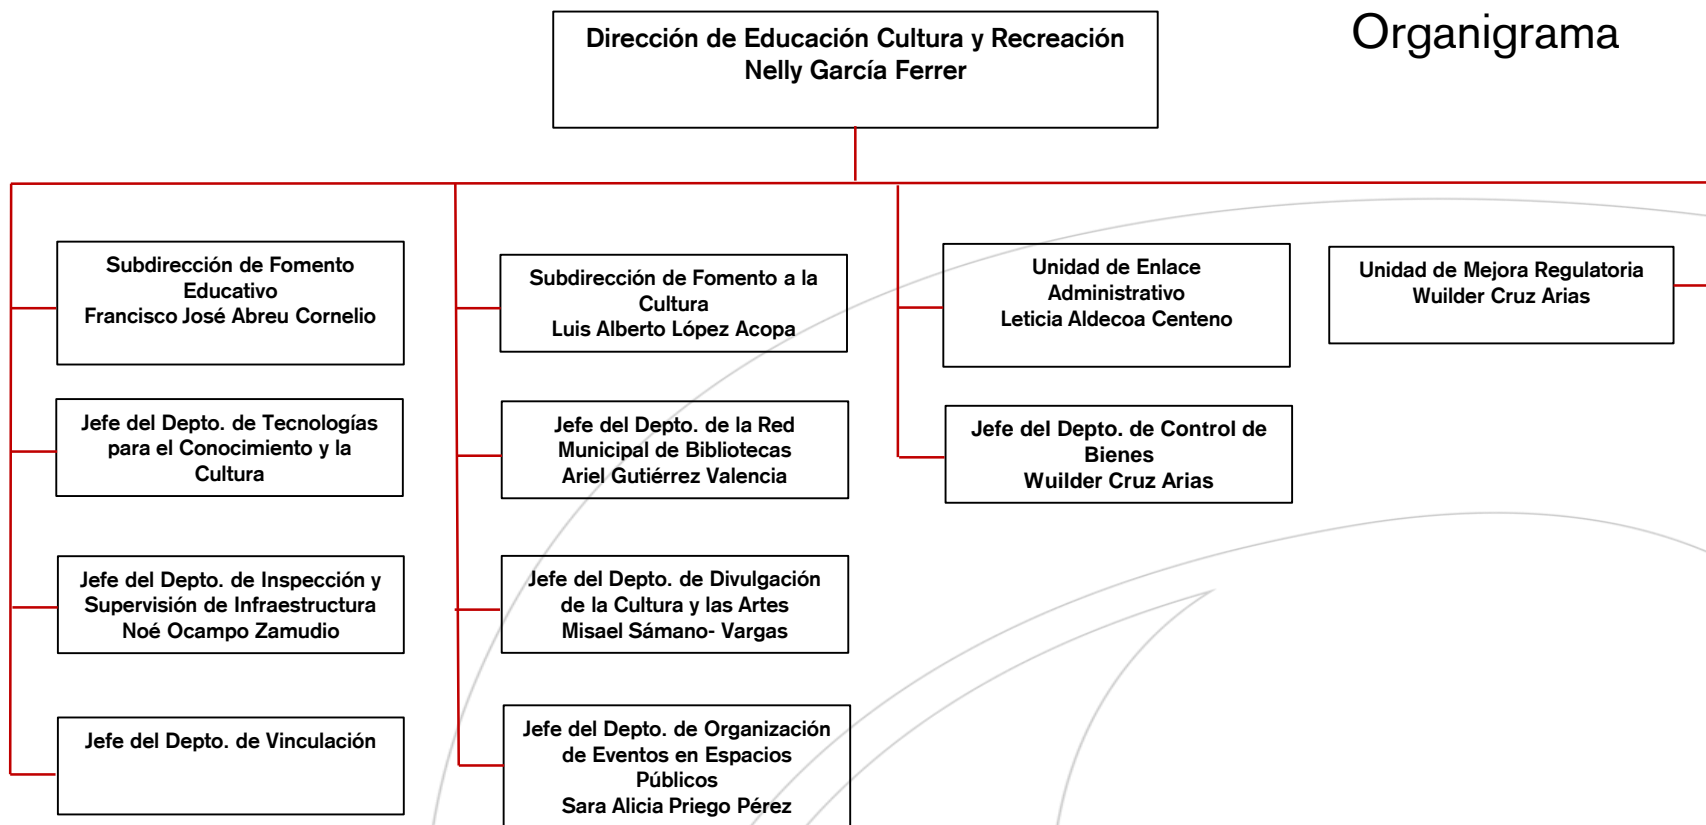 Organigrama
Dirección de Educación Cultura y Recreación
Nelly García Ferrer
Subdirección de Fomento
Educativo
Francisco José Abreu Cornelio
Jefe del Depto. de Tecnologías
para el Conocimiento y la
Cultura
Jefe del Depto. de Inspección y
Supervisión de Infraestructura
Noé Ocampo Zamudio
Jefe del Depto. de Vinculación
Subdirección de Fomento a la
Cultura
Luis Alberto López Acopa
Jefe del Depto. de la Red
Municipal de Bibliotecas
Ariel Gutiérrez Valencia
Jefe del Depto. de Divulgación
de la Cultura y las Artes
Misael Sámano- Vargas
Jefe del Depto. de Organización
de Eventos en Espacios
Públicos
Sara Alicia Priego Pérez
Unidad de Enlace
Administrativo
Leticia Aldecoa Centeno
Jefe del Depto. de Control de
Bienes
Wuilder Cruz Arias
Unidad de Mejora Regulatoria
Wuilder Cruz Arias